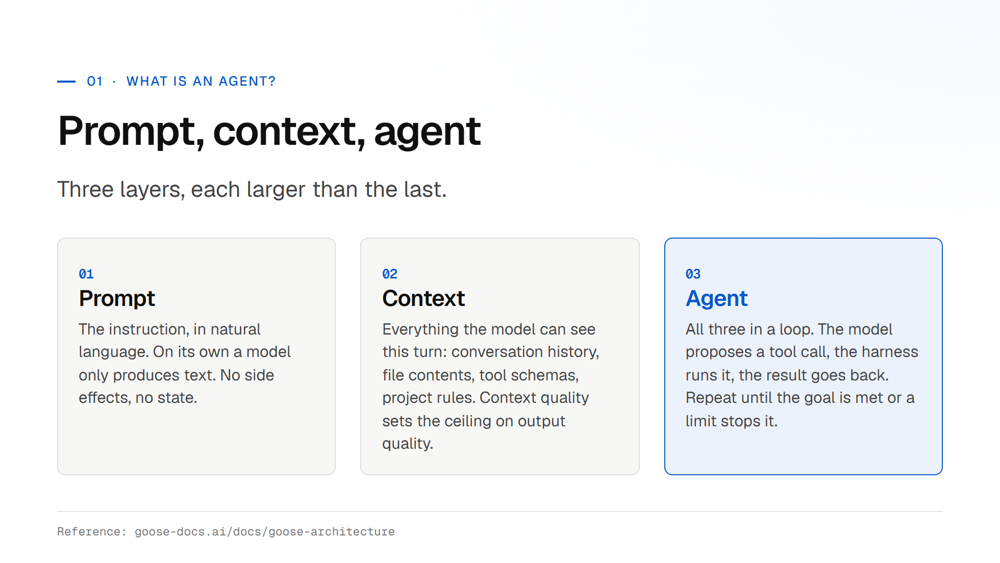 01 · WHAT IS AN AGENT?
Prompt, context, agent
Three layers, each larger than the last.
01
Prompt
The instruction, in natural
language. On its own a model
only produces text. No side
effects, no state.
02
Context
Everything the model can see
this turn: conversation history,
file contents, tool schemas,
project rules. Context quality
sets the ceiling on output
quality.
03
Agent
All three in a loop. The model
proposes a tool call, the harness
runs it, the result goes back.
Repeat until the goal is met or a
limit stops it.
Reference: goose-docs.ai/docs/goose-architecture